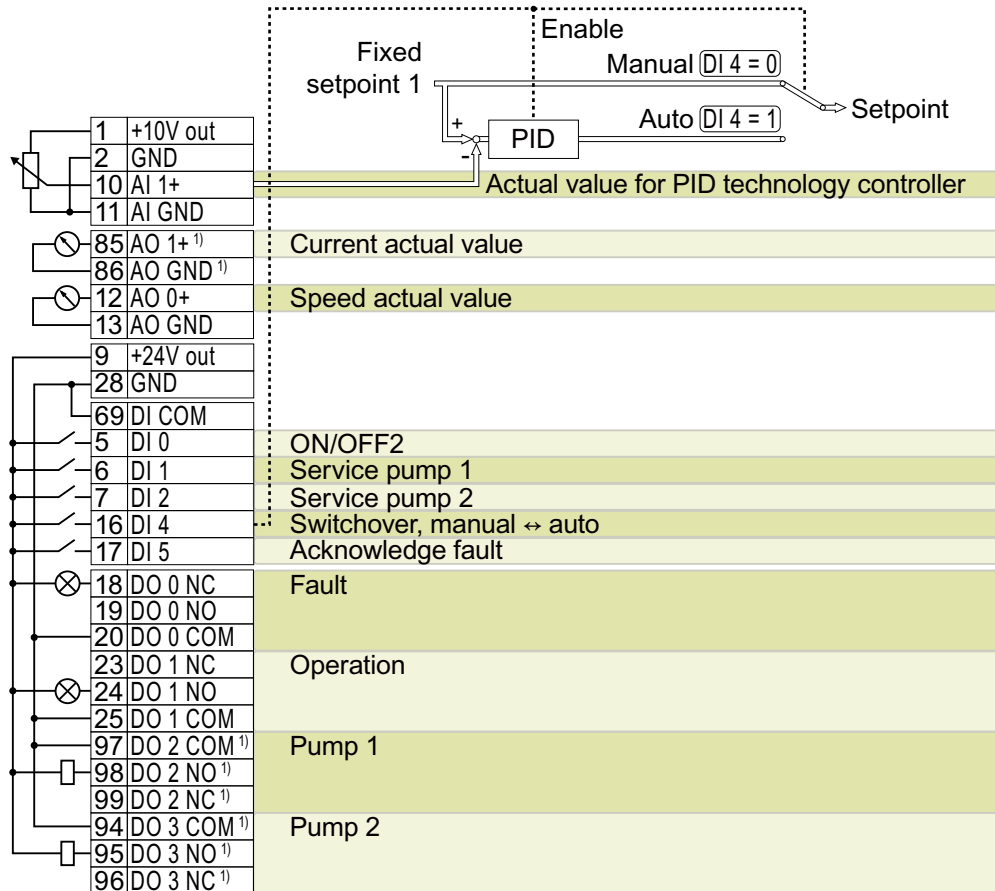 Enable
Fixed
setpoint 1
Manual DI 4 = 0
Setpoint
Auto DI 4 = 1
+
PID
-
1 +10V out
2 GND
10 AI 1+ Actual value for PID technology controller
11 AI GND
85 AO 1+ 1) Current actual value
86 AO GND 1)
12 AO 0+ Speed actual value
13 AO GND
9 +24V out
28 GND
69 DI COM
5 DI 0 ON/OFF2
6 DI 1 Service pump 1
7 DI 2 Service pump 2
16 DI 4 Switchover, manual ↔ auto
17 DI 5 Acknowledge fault
18 DO 0 NC Fault
19 DO 0 NO
20 DO 0 COM
23 DO 1 NC Operation
24 DO 1 NO
25 DO 1 COM
97 DO 2 COM 1) Pump 1
98 DO 2 NO 1)
99 DO 2 NC 1)
94 DO 3 COM 1) Pump 2
95 DO 3 NO 1)
96 DO 3 NC 1)